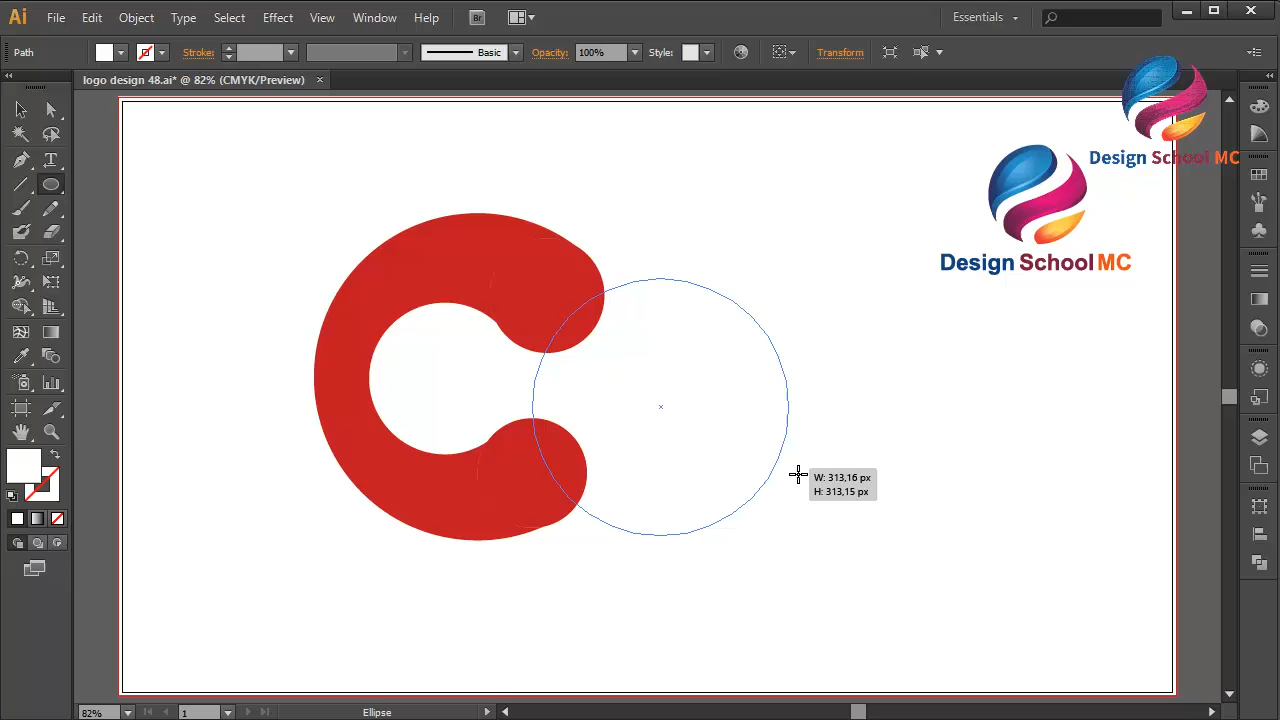 Ai File Edit Object Type Select Effect View Window Help Br Essentials
Path Stroke: Basic Opacity: 100% Style: Transform
logo design 48.ai* @ 82% (CMYK/Preview) ×
Design School MC
Design School MC
W: 313,16 px
H: 313,15 px
82% 1 Ellipse